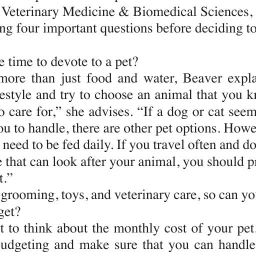 Veterinary Medicine & Biomedical Sciences,
ng four important questions before deciding to
e time to devote to a pet?
more than just food and water, Beaver expla
estyle and try to choose an animal that you k
o care for,” she advises. “If a dog or cat seem
ou to handle, there are other pet options. Howe
need to be fed daily. If you travel often and do
e that can look after your animal, you should p
t.”
grooming, toys, and veterinary care, so can yo
get?
t to think about the monthly cost of your pet
udgeting and make sure that you can handle